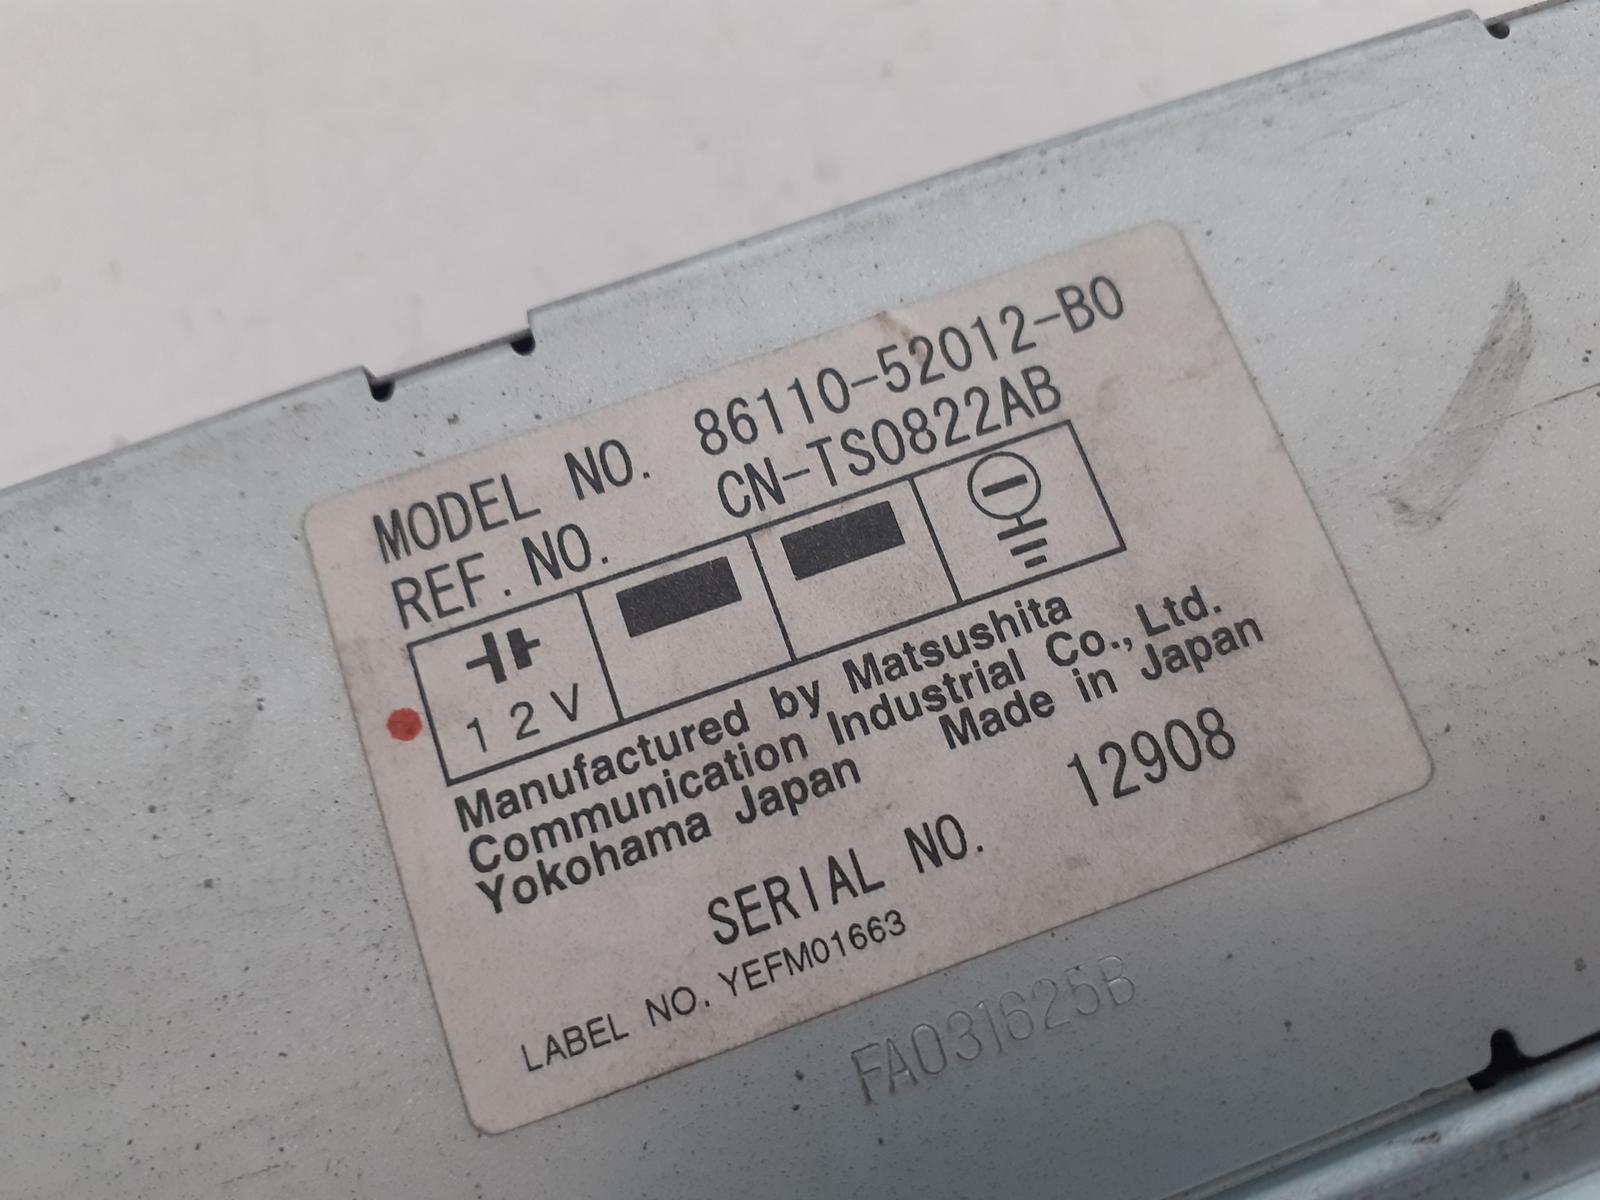 MODEL NO. 86110-52012-B0
REF. NO. CN-TS0822AB
12V
Manufactured by Matsushita
Communication Industrial Co., Ltd.
Yokohama Japan Made in Japan
SERIAL NO. 12908
LABEL NO. YEFM01663
FA031625B